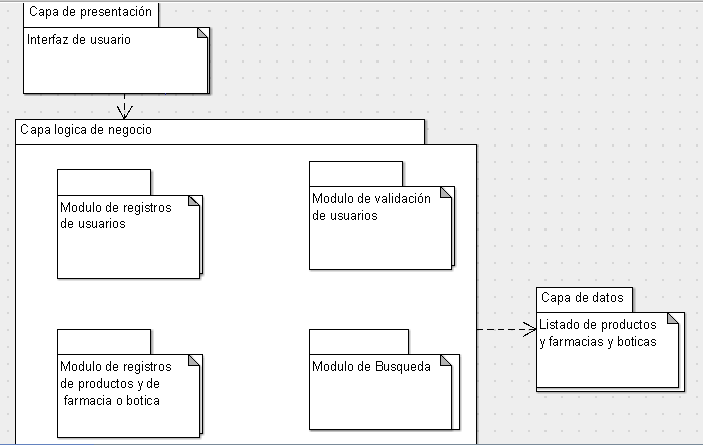 Capa de presentación
Interfaz de usuario
Capa logica de negocio
Modulo de registros
de usuarios
Modulo de validación
de usuarios
Capa de datos
Listado de productos
y farmacias y boticas
Modulo de registros
de productos y de
farmacia o botica
Modulo de Busqueda